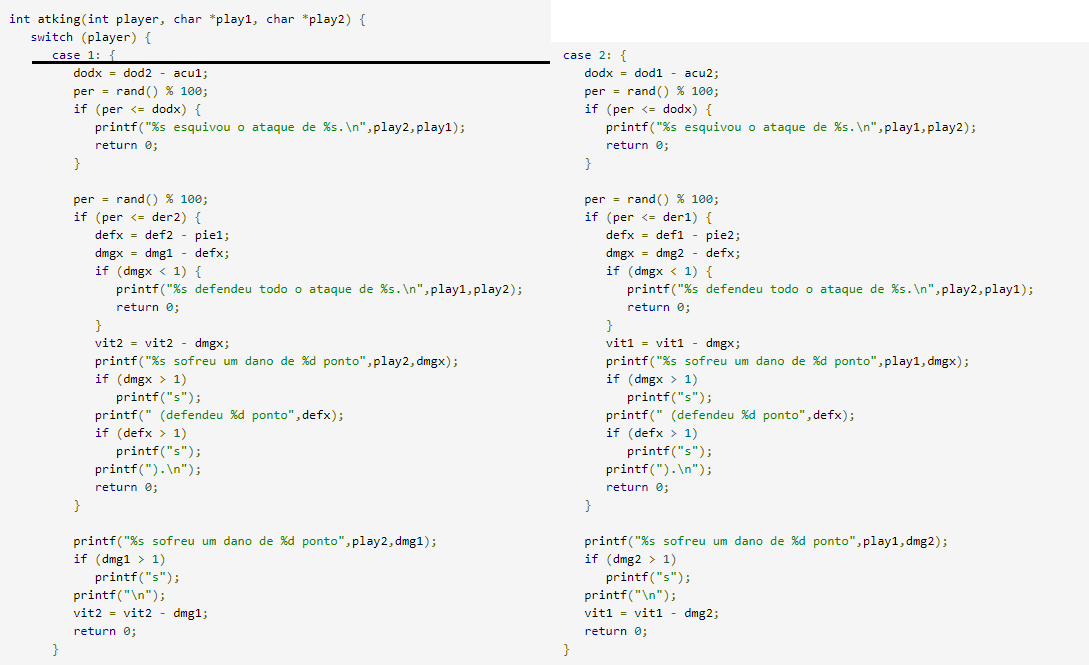 int atking(int player, char *play1, char *play2) {
switch (player) {
case 1: {
dodx = dod2 - acu1;
per = rand() % 100;
if (per <= dodx) {
printf("%s esquivou o ataque de %s.\n",play2,play1);
return 0;
}
per = rand() % 100;
if (per <= der2) {
defx = def2 - pie1;
dmgx = dmg1 - defx;
if (dmgx < 1) {
printf("%s defendeu todo o ataque de %s.\n",play1,play2);
return 0;
}
vit2 = vit2 - dmgx;
printf("%s sofreu um dano de %d ponto",play2,dmgx);
if (dmgx > 1)
printf("s");
printf(" (defendeu %d ponto",defx);
if (defx > 1)
printf("s");
printf(").\n");
return 0;
}
printf("%s sofreu um dano de %d ponto",play2,dmg1);
if (dmg1 > 1)
printf("s");
printf("\n");
vit2 = vit2 - dmg1;
return 0;
}
case 2: {
dodx = dod1 - acu2;
per = rand() % 100;
if (per <= dodx) {
printf("%s esquivou o ataque de %s.\n",play1,play2);
return 0;
}
per = rand() % 100;
if (per <= der1) {
defx = def1 - pie2;
dmgx = dmg2 - defx;
if (dmgx < 1) {
printf("%s defendeu todo o ataque de %s.\n",play2,play1);
return 0;
}
vit1 = vit1 - dmgx;
printf("%s sofreu um dano de %d ponto",play1,dmgx);
if (dmgx > 1)
printf("s");
printf(" (defendeu %d ponto",defx);
if (defx > 1)
printf("s");
printf(").\n");
return 0;
}
printf("%s sofreu um dano de %d ponto",play1,dmg2);
if (dmg2 > 1)
printf("s");
printf("\n");
vit1 = vit1 - dmg2;
return 0;
}